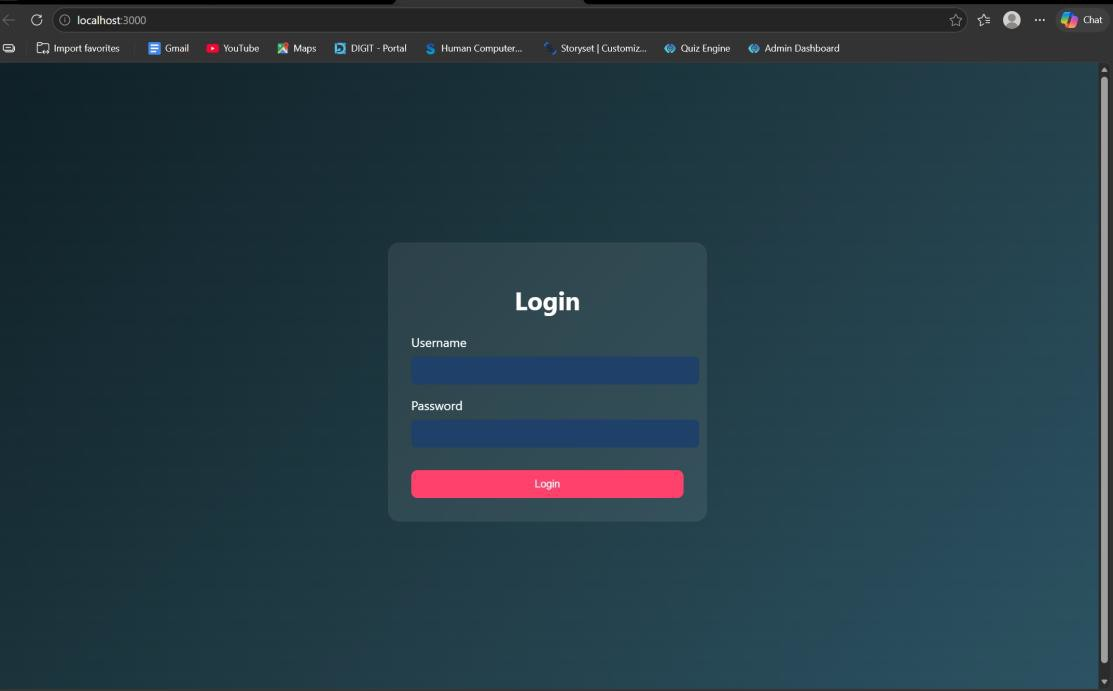 localhost:3000
Chat
Import favorites
Gmail
YouTube
Maps
DIGIT - Portal
Human Computer...
Storyset | Customiz...
Quiz Engine
Admin Dashboard
Login
Username
Password
Login